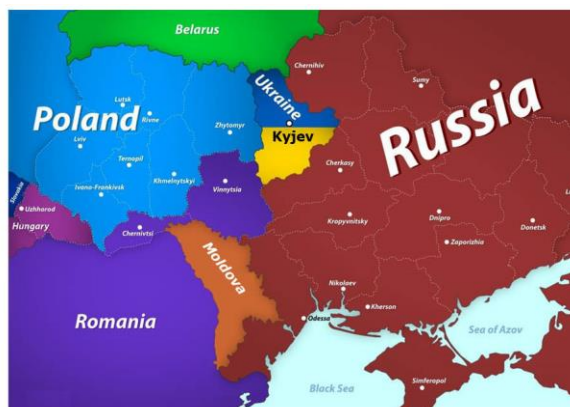 Belarus
Chernihiv
Sumy
Ukraine
Kyjev
Russia
Lutsk
Rivne
Poland
Zhytomyr
Lviv
Ternopil
Khmelnytskyi
Ivano-Frankivsk
Vinnytsia
Cherkasy
Slovakia
Uzhhorod
Hungary
Chernivtsi
Kropyvnitsky
Dnipro
Donetsk
Zaporizhia
Moldova
Nikolaev
Kherson
Odessa
Romania
Sea of Azov
Black Sea
Simferopol